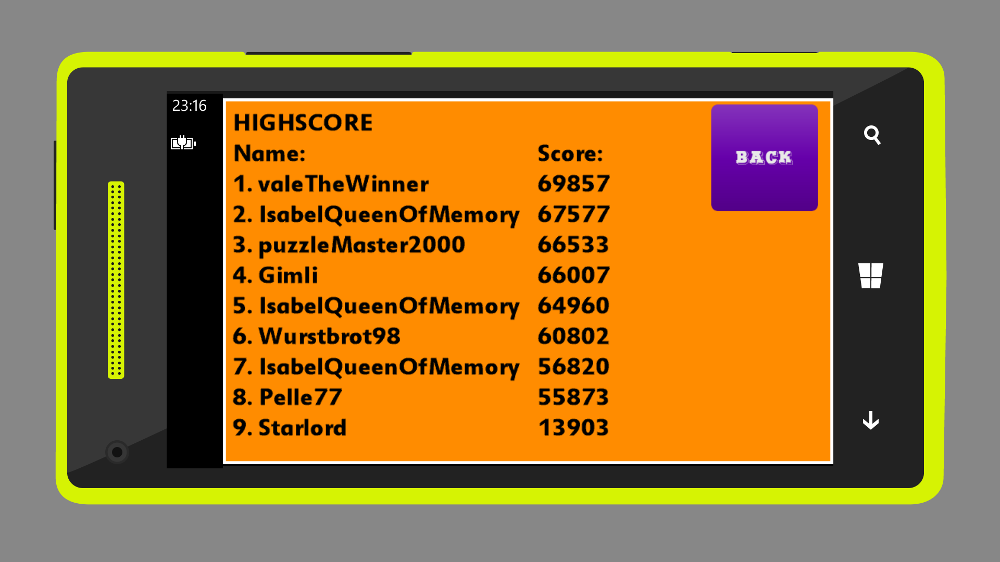 23:16
HIGHSCORE
BACK
Name: Score:
1. valeTheWinner 69857
2. IsabelQueenOfMemory 67577
3. puzzleMaster2000 66533
4. Gimli 66007
5. IsabelQueenOfMemory 64960
6. Wurstbrot98 60802
7. IsabelQueenOfMemory 56820
8. Pelle77 55873
9. Starlord 13903